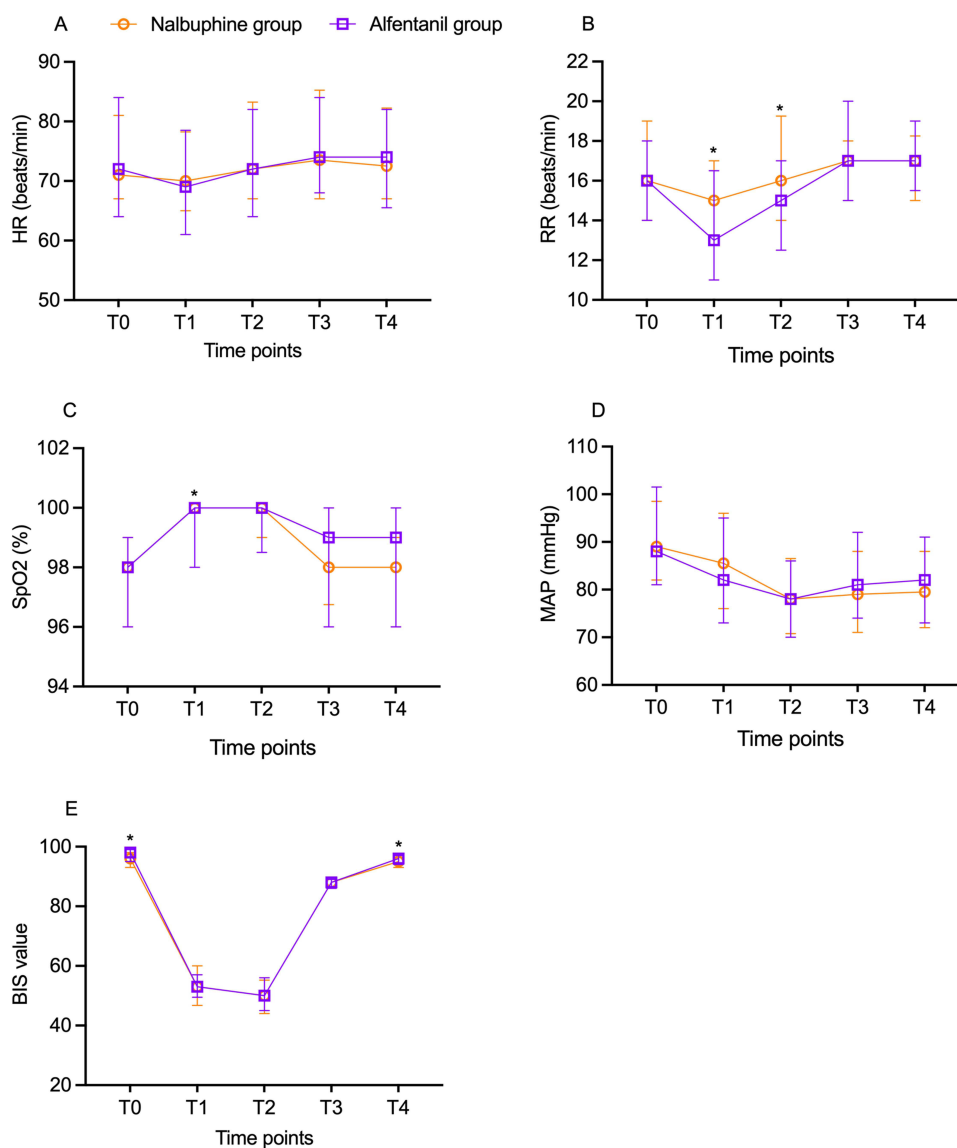 A
Nalbuphine group
Alfentanil group
B
HR (beats/min)
90
80
70
60
50
T0 T1 T2 T3 T4
Time points
RR (beats/min)
22
20
18
16
14
12
10
* *
T0 T1 T2 T3 T4
Time points
C
SpO2 (%)
102
100
98
96
94
*
T0 T1 T2 T3 T4
Time points
D
MAP (mmHg)
110
100
90
80
70
60
T0 T1 T2 T3 T4
Time points
E
BIS value
100
80
60
40
20
* *
T0 T1 T2 T3 T4
Time points